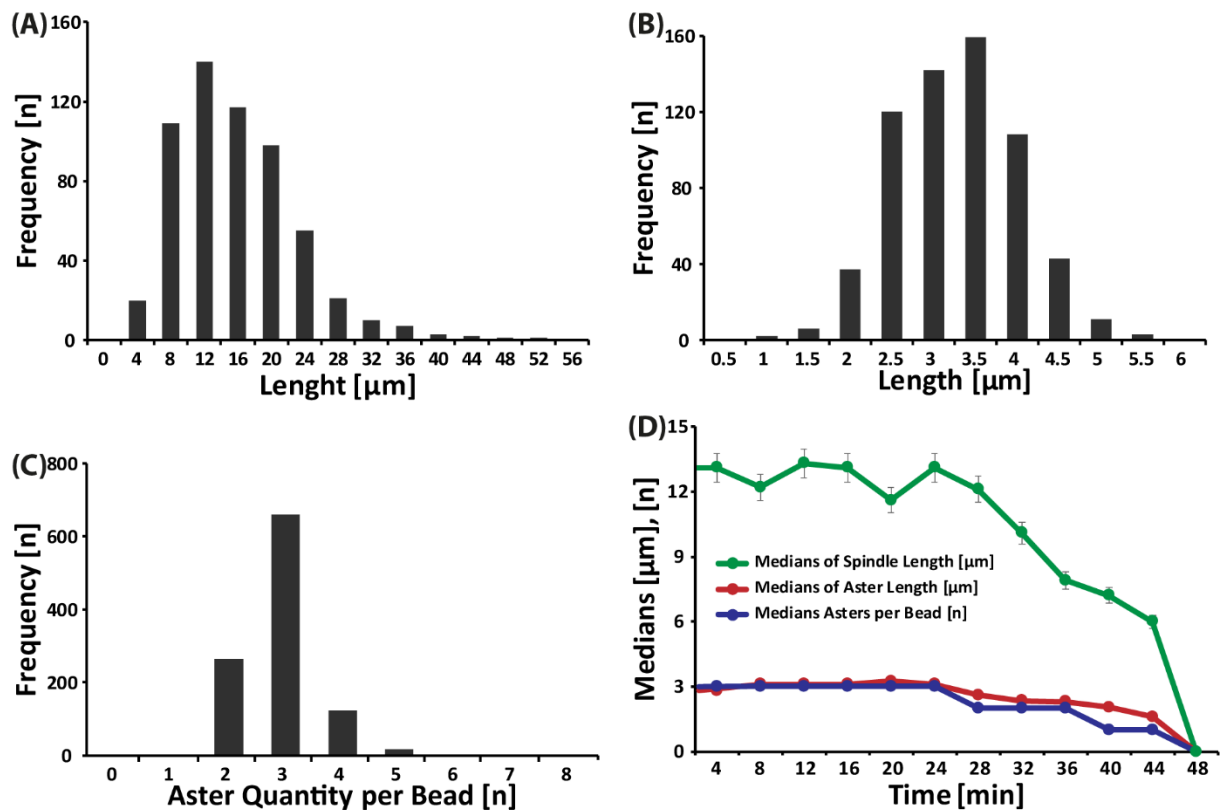 (A)
160
120
80
40
0
Frequency [n]
0 4 8 12 16 20 24 28 32 36 40 44 48 52 56
Lenght [µm]
(B)
160
120
80
40
0
Frequency [n]
0.5 1 1.5 2 2.5 3 3.5 4 4.5 5 5.5 6
Length [µm]
(C)
800
600
400
200
0
Frequency [n]
0 1 2 3 4 5 6 7 8
Aster Quantity per Bead [n]
(D)
15
12
9
6
3
0
Medians [µm], [n]
Medians of Spindle Length [µm]
Medians of Aster Length [µm]
Medians Asters per Bead [n]
4 8 12 16 20 24 28 32 36 40 44 48
Time [min]